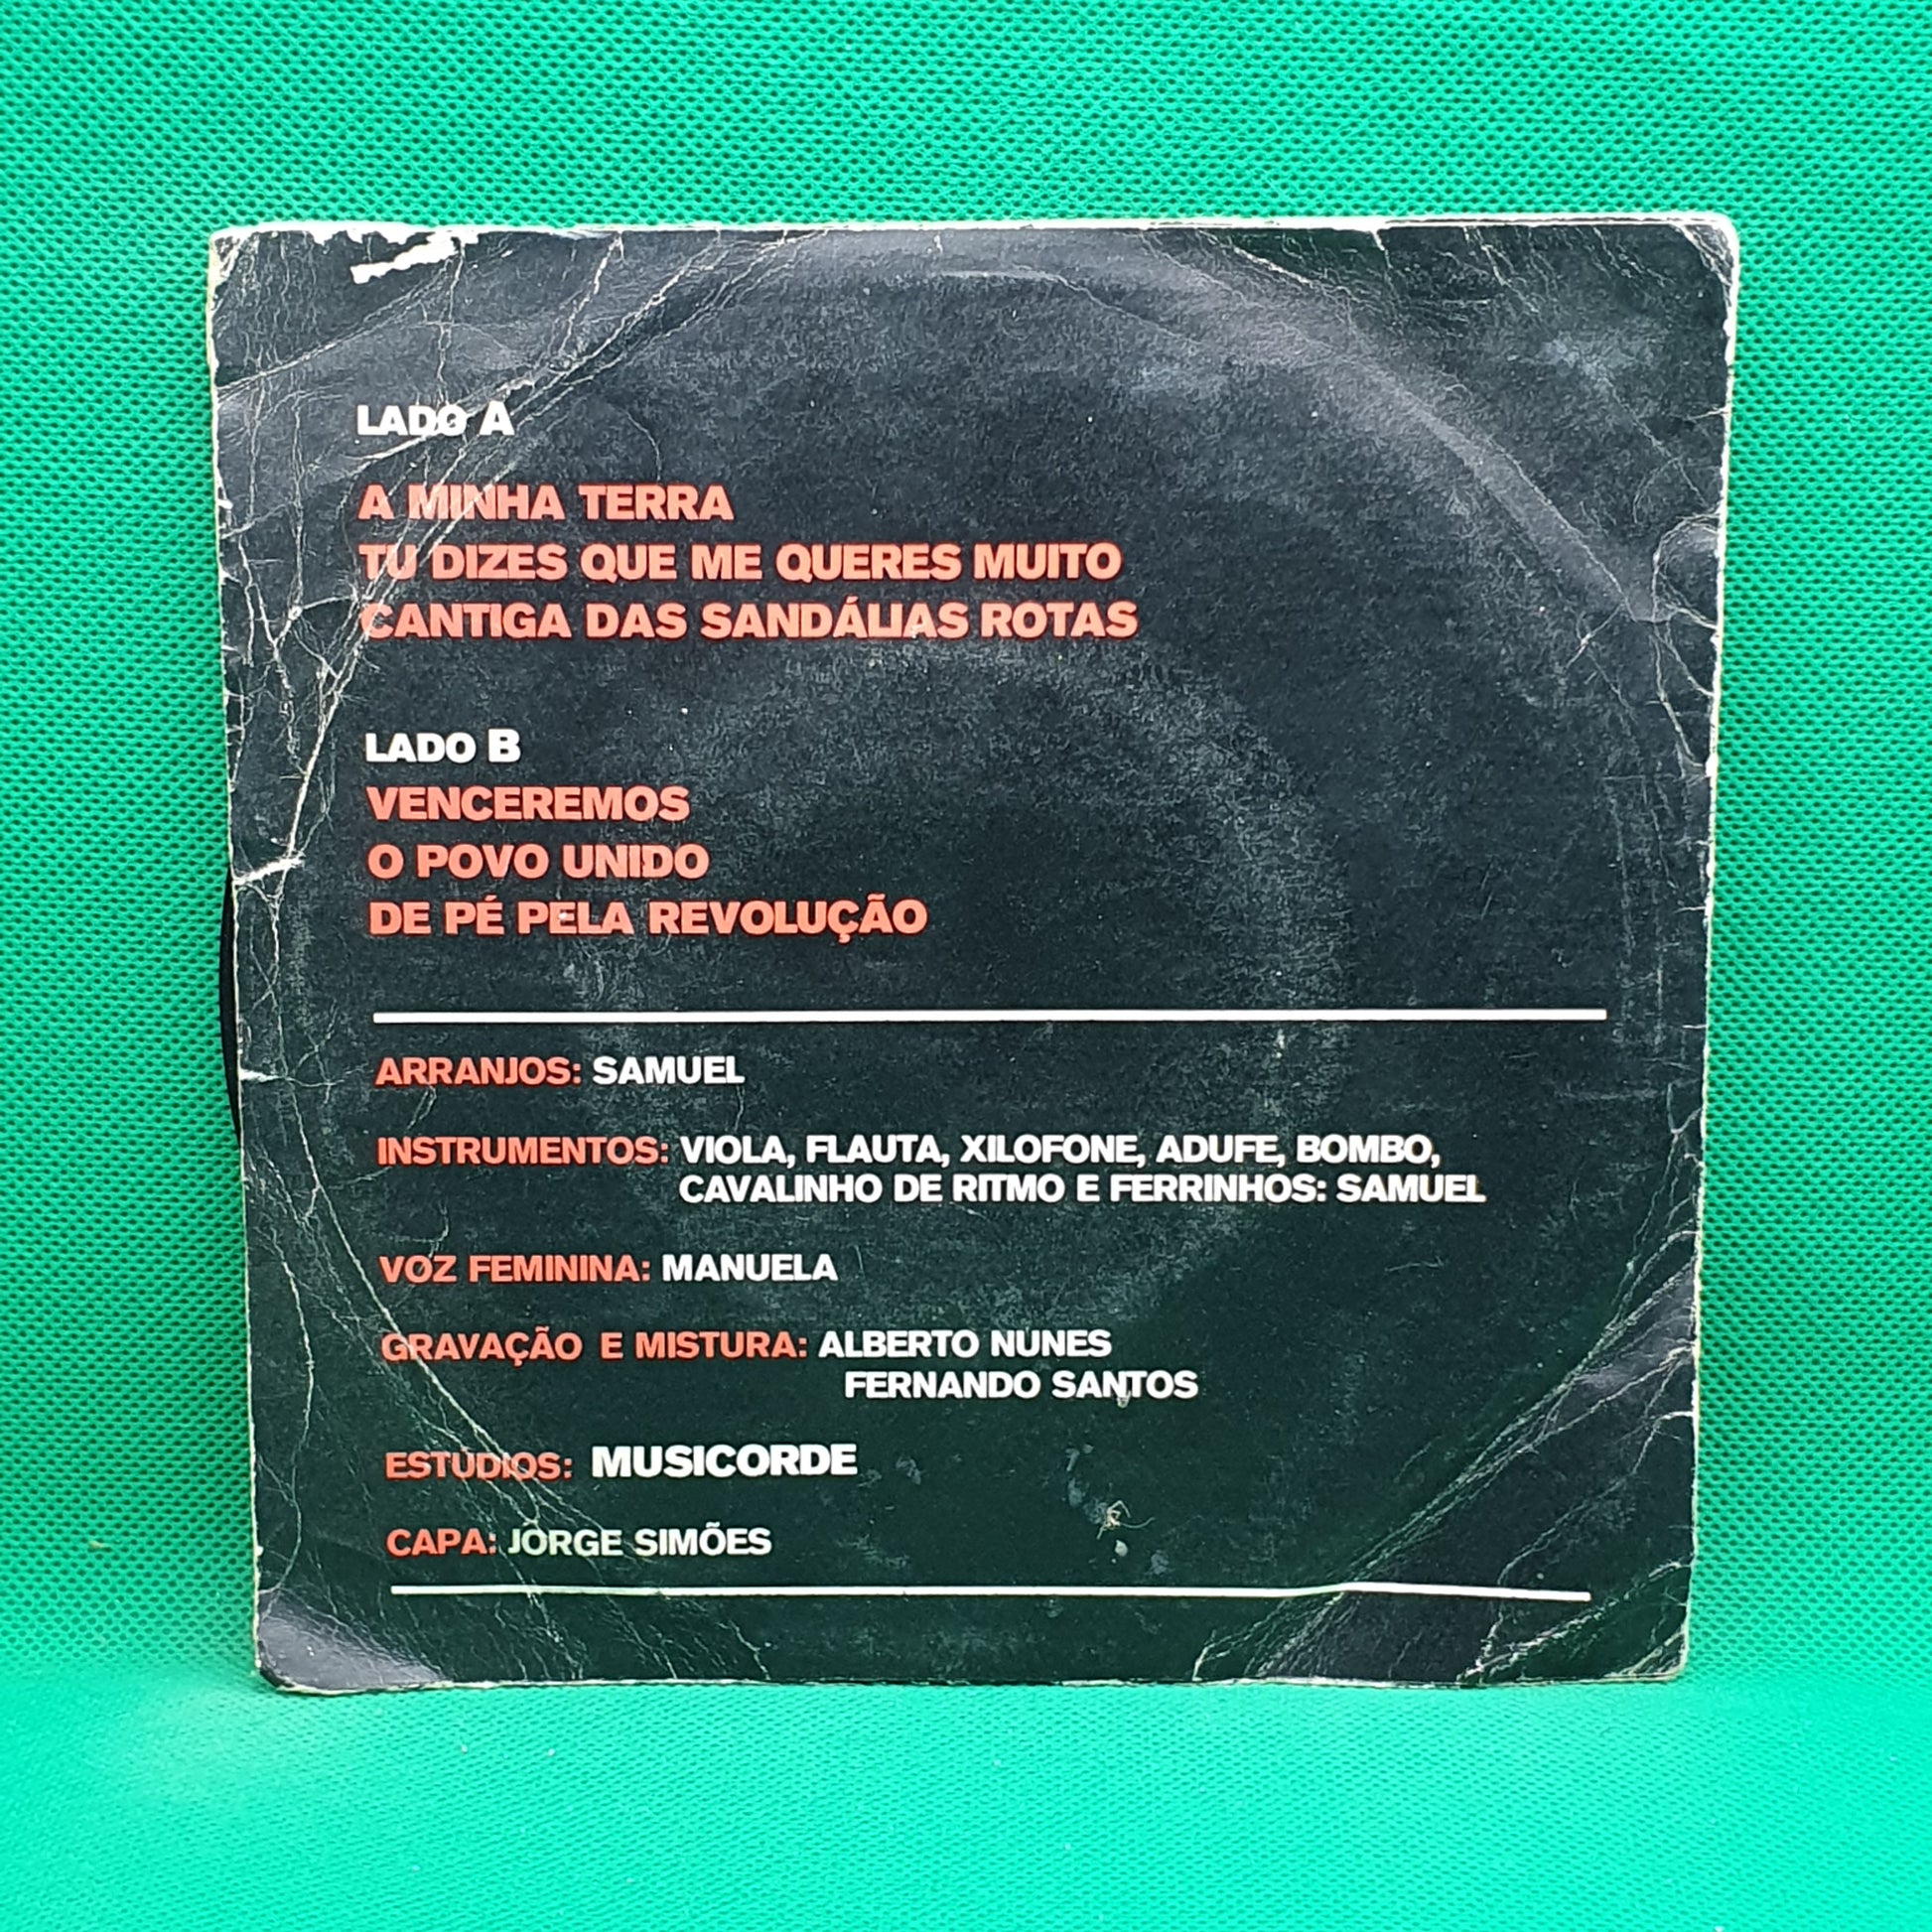 LADO A
A MINHA TERRA
TU DIZES QUE ME QUERES MUITO
CANTIGA DAS SANDÁLIAS ROTAS
LADO B
VENCEREMOS
O POVO UNIDO
DE PÉ PELA REVOLUÇÃO
ARRANJOS: SAMUEL
INSTRUMENTOS: VIOLA, FLAUTA, XILOFONE, ADUFE, BOMBO,
CAVALINHO DE RITMO E FERRINHOS: SAMUEL
VOZ FEMININA: MANUELA
GRAVAÇÃO E MISTURA: ALBERTO NUNES
FERNANDO SANTOS
ESTÚDIOS: MUSICORDE
CAPA: JORGE SIMÕES